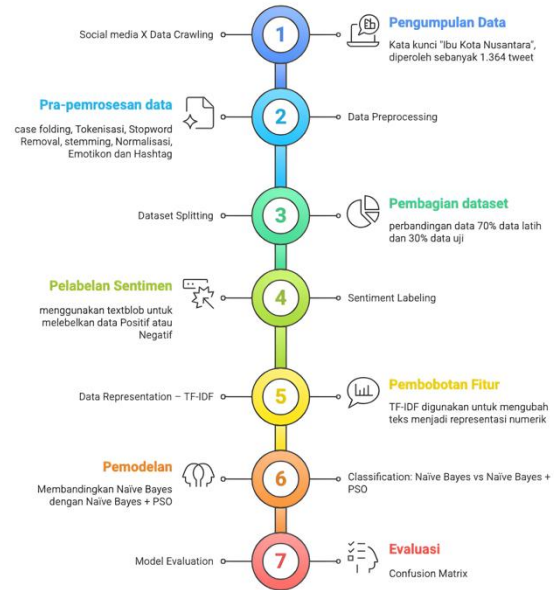 Social media X Data Crawling
1
Pengumpulan Data
Kata kunci "Ibu Kota Nusantara",
diperoleh sebanyak 1.364 tweet
Pra-pemrosesan data
case folding, Tokenisasi, Stopword
Removal, stemming, Normalisasi,
Emotikon dan Hashtag
2
Data Preprocessing
Dataset Splitting
3
Pembagian dataset
perbandingan data 70% data latih
dan 30% data uji
Pelabelan Sentimen
menggunakan textblob untuk
melebelkan data Positif atau
Negatif
4
Sentiment Labeling
Data Representation – TF-IDF
5
Pembobotan Fitur
TF-IDF digunakan untuk mengubah
teks menjadi representasi numerik
Pemodelan
Membandingkan Naïve Bayes
dengan Naïve Bayes + PSO
6
Classification: Naïve Bayes vs Naïve Bayes +
PSO
Model Evaluation
7
Evaluasi
Confusion Matrix